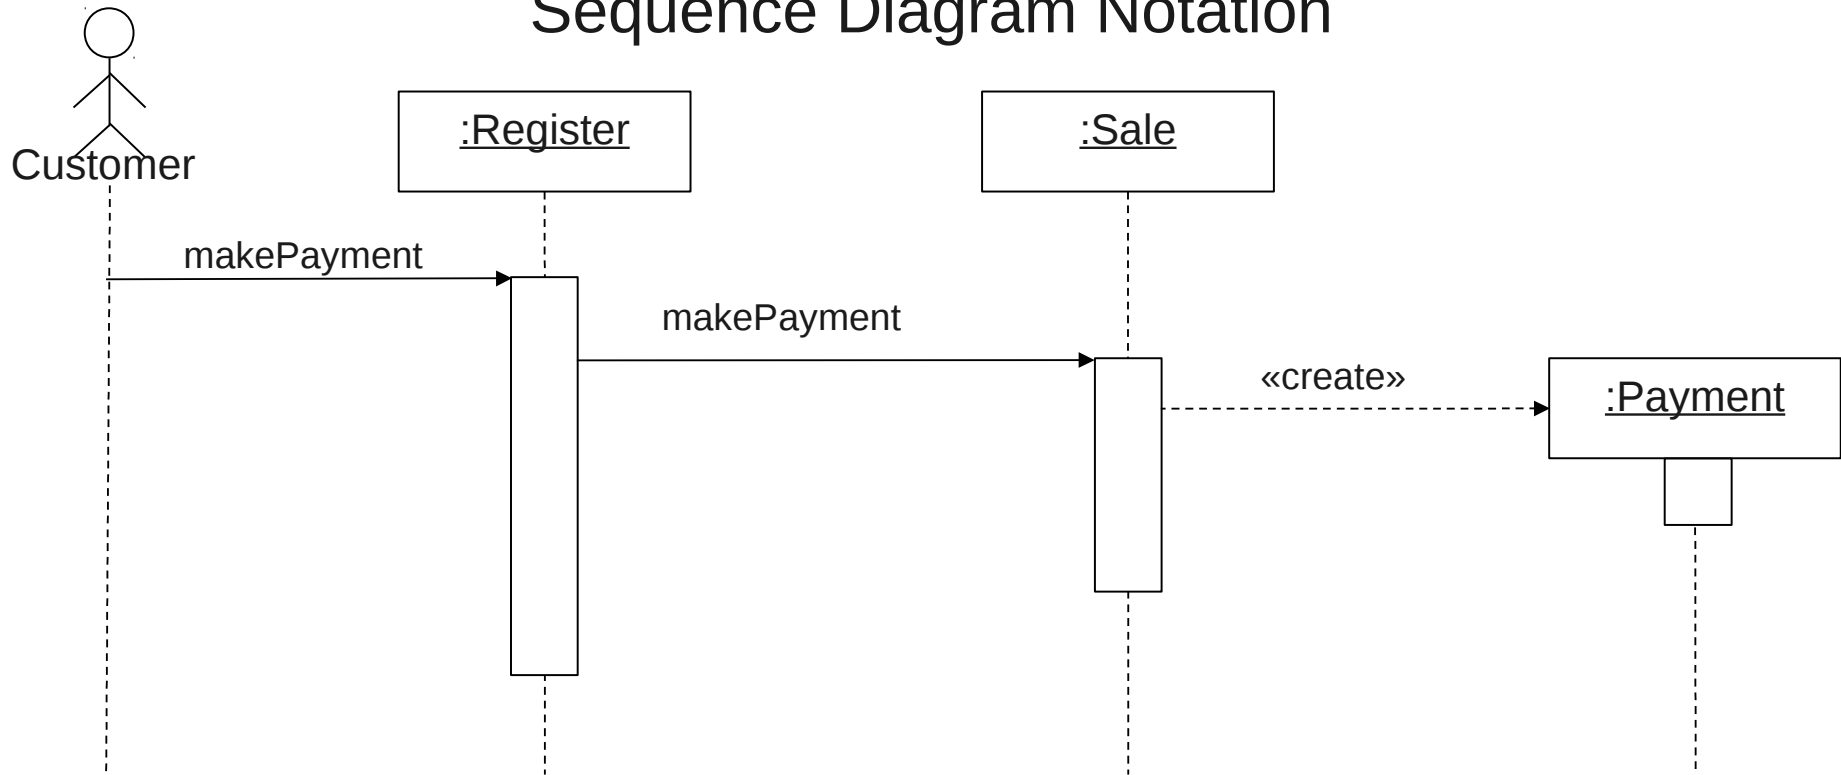 Sequence Diagram Notation
Customer
:Register
:Sale
makePayment
makePayment
«create»
:Payment